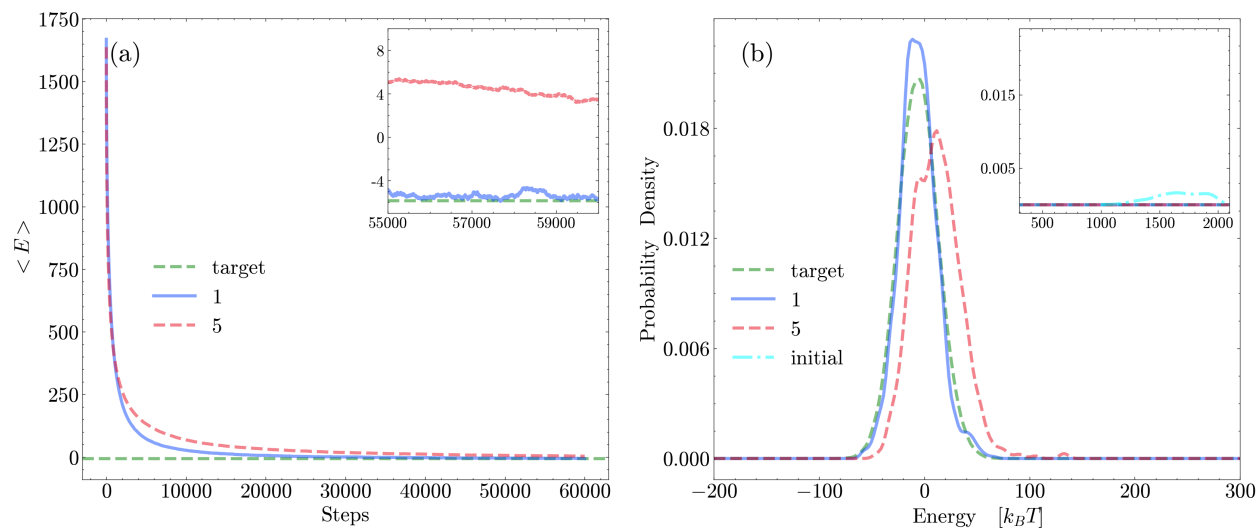 (a)
1750
1500
1250
1000
750
500
250
0
< E >
0 10000 20000 30000 40000 50000 60000
Steps
target
1
5
8
4
0
−4
55000 57000 59000
(b)
0.018
0.012
0.006
0.000
Probability Density
−200 −100 0 100 200 300
Energy [k_BT]
target
1
5
initial
0.015
0.005
500 1000 1500 2000